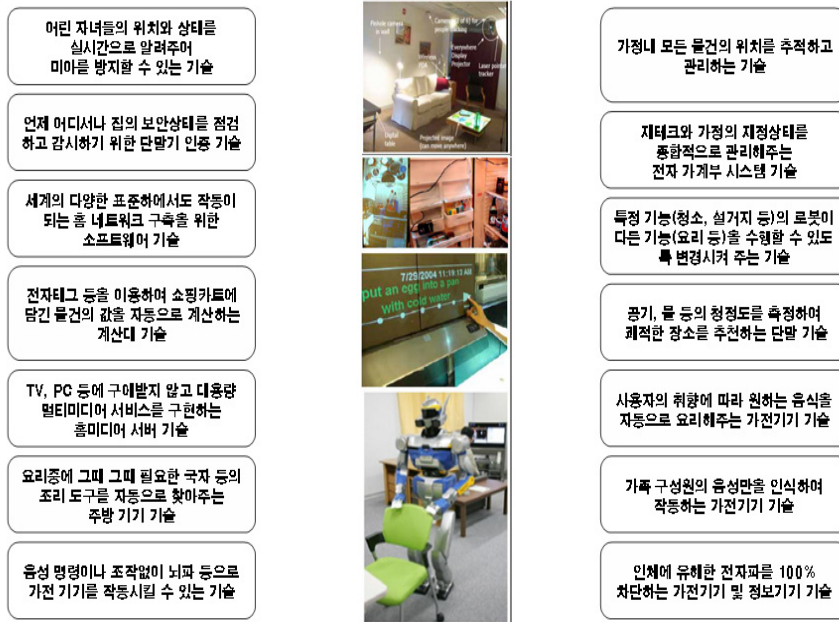 어린 자녀들의 위치와 상태를
실시간으로 알려주어
미아를 방지할 수 있는 기술
언제 어디서나 집의 보안상태를 점검
하고 감시하기 위한 단말기 인증 기술
세계의 다양한 표준하에서도 작동이
되는 홈 네트워크 구축을 위한
소프트웨어 기술
전자태그 등을 이용하여 쇼핑카트에
담긴 물건의 값을 자동으로 계산하는
계산대 기술
TV, PC 등에 구애받지 않고 대용량
멀티미디어 서비스를 구현하는
홈미디어 서버 기술
요리중에 그때 그때 필요한 국자 등의
조리 도구를 자동으로 찾아주는
주방 기기 기술
음성 명령이나 조작없이 뇌파 등으로
가전 기기를 작동시킬 수 있는 기술
Pinhole camera
in wall
people tracking
Everywhere
Display
Projector
Laser pointer
tracker
Digital
table
Projected image
(can move anywhere)
7/29/2004 11:19:13 AM
put an egg into a pan
with cold water
가정내 모든 물건의 위치를 추적하고
관리하는 기술
재테크와 가정의 재정상태를
종합적으로 관리해주는
전자 가계부 시스템 기술
특정 기능(청소, 설거지 등)의 로봇이
다른 기능(요리 등)을 수행할 수 있도
록 변경시켜 주는 기술
공기, 물 등의 청정도를 측정하여
쾌적한 장소를 추천하는 단말 기술
사용자의 취향에 따라 원하는 음식을
자동으로 요리해주는 가전기기 기술
가족 구성원의 음성만을 인식하여
작동하는 가전기기 기술
인체에 유해한 전자파를 100%
차단하는 가전기기 및 정보기기 기술